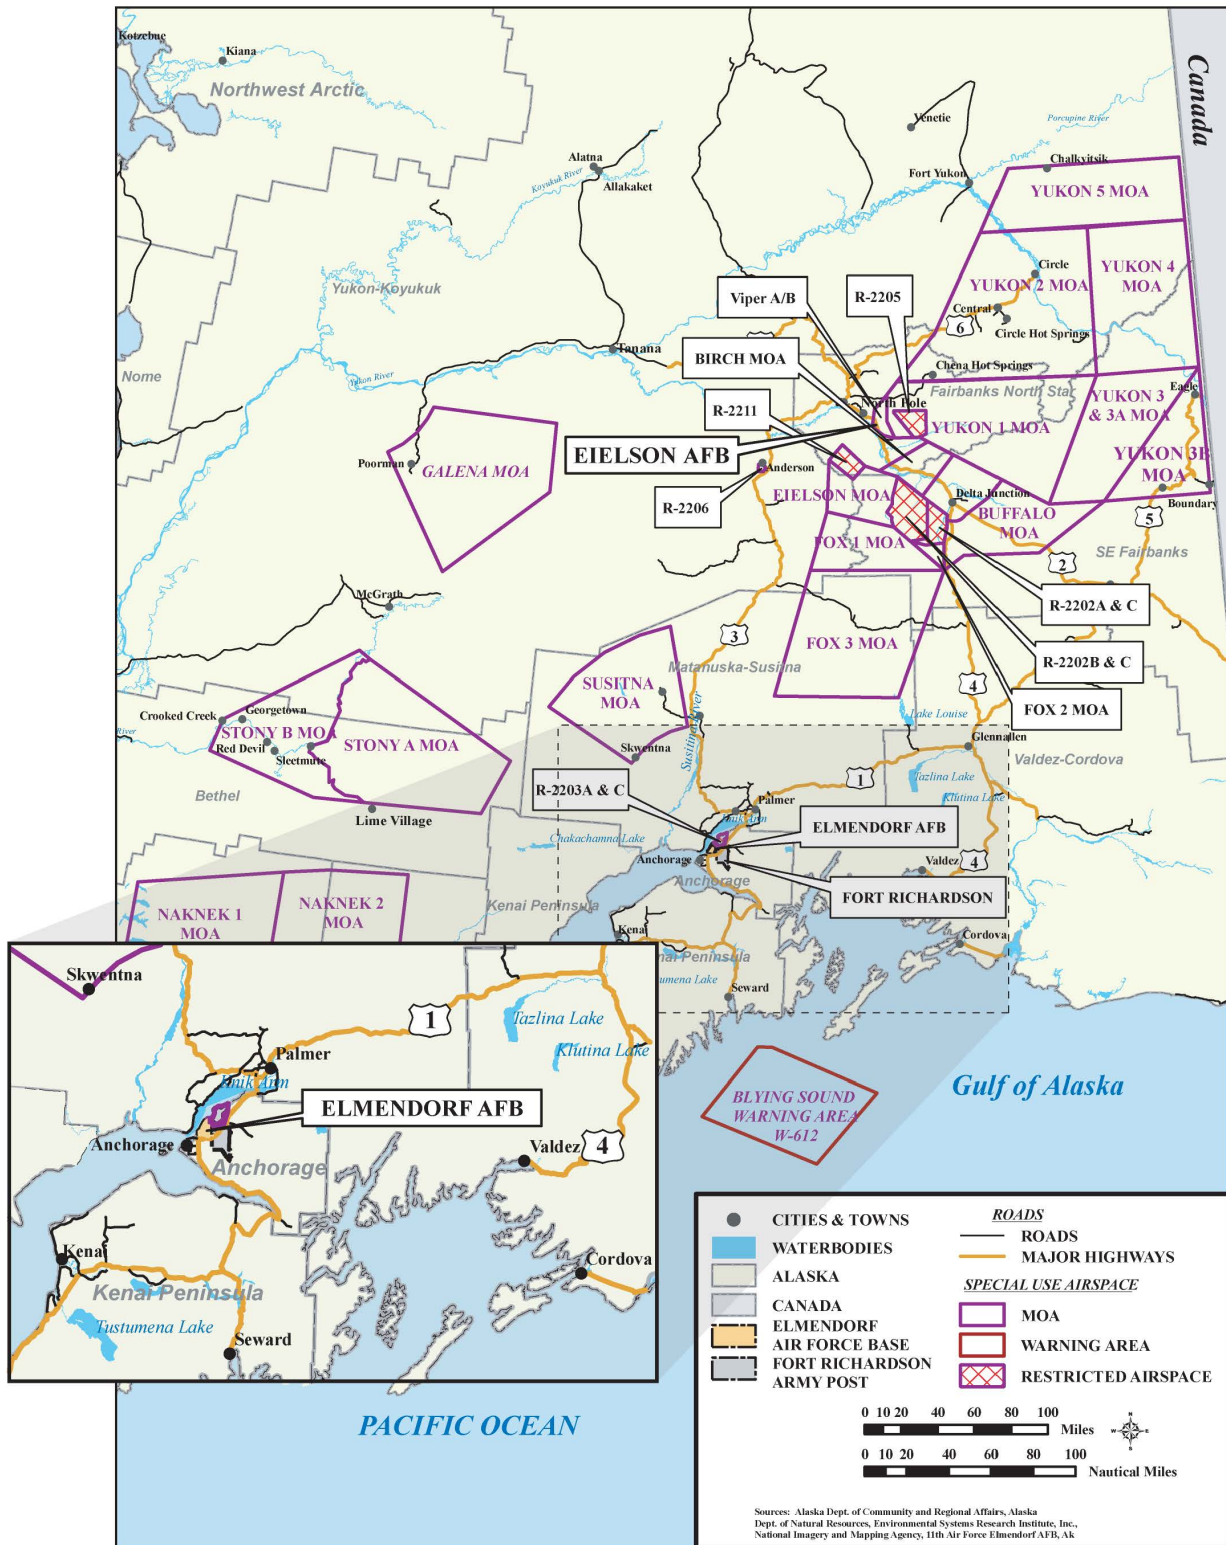 Kotzebue
Kiana
Northwest Arctic
Canada
Venetie
Porcupine River
Alatna
Allakaket
Koyukuk River
Chalkyitsik
Fort Yukon
YUKON 5 MOA
Yukon-Koyukuk
Circle
YUKON 4
MOA
YUKON 2 MOA
Viper A/B
R-2205
Central
6
Circle Hot Springs
Nome
Tanana
BIRCH MOA
Yukon River
Chena Hot Springs
Fairbanks North Sta
Eagle
R-2211
North Pole
YUKON 3
& 3A MOA
YUKON 1 MOA
EIELSON AFB
YUKON 3B
MOA
Poorman
GALENA MOA
Anderson
R-2206
EIELSON MOA
Delta Junction
Boundary
BUFFALO
MOA
5
FOX 1 MOA
SE Fairbanks
2
McGrath
R-2202A & C
3
FOX 3 MOA
Matanuska-Susitna
R-2202B & C
SUSITNA
MOA
4
FOX 2 MOA
Crooked Creek
Georgetown
STONY B MOA
River
Red Devil
Sleetmute
STONY A MOA
Susitna River
Lake Louise
Glennallen
Skwentna
Valdez-Cordova
Bethel
R-2203A & C
1
Tazlina Lake
Klutina Lake
Lime Village
Palmer
Knik Arm
ELMENDORF AFB
Chakachamna Lake
Anchorage
Valdez
4
Anchorage
FORT RICHARDSON
NAKNEK 1
MOA
NAKNEK 2
MOA
Kenai Peninsula
Kenai
Cordova
nai Peninsula
umena Lake
Seward
Skwentna
1
Tazlina Lake
Klutina Lake
Palmer
Knik Arm
ELMENDORF AFB
Anchorage
Anchorage
Valdez
4
Kenai
Cordova
Kenai Peninsula
Tustumena Lake
Seward
Gulf of Alaska
BLYING SOUND
WARNING AREA
W-612
PACIFIC OCEAN
CITIES & TOWNS
WATERBODIES
ALASKA
CANADA
ELMENDORF
AIR FORCE BASE
FORT RICHARDSON
ARMY POST
ROADS
ROADS
MAJOR HIGHWAYS
SPECIAL USE AIRSPACE
MOA
WARNING AREA
RESTRICTED AIRSPACE
0 10 20 40 60 80 100
Miles
N
W E
S
0 10 20 40 60 80 100
Nautical Miles
Sources: Alaska Dept. of Community and Regional Affairs, Alaska
Dept. of Natural Resources, Environmental Systems Research Institute, Inc.,
National Imagery and Mapping Agency, 11th Air Force Elmendorf AFB, Ak